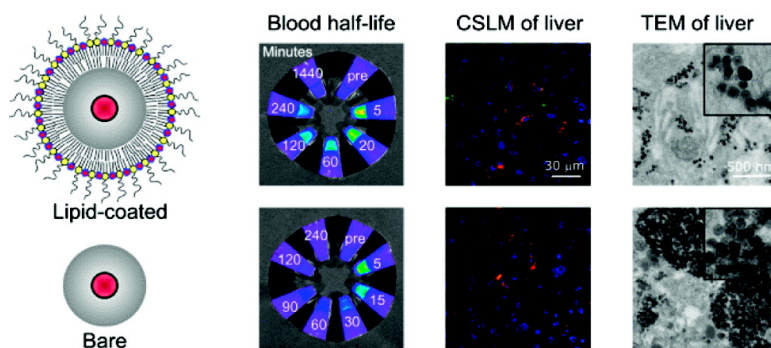 Blood half-life
CSLM of liver
TEM of liver
Minutes
1440
pre
240
5
120
20
60
30 µm
500 nm
Lipid-coated
240
pre
120
5
90
15
60
30
Bare